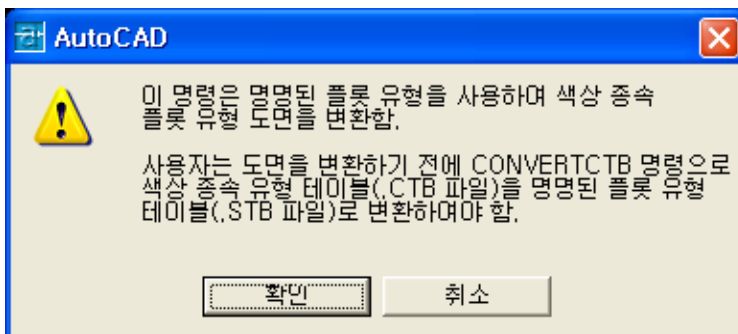 AutoCAD
이 명령은 명명된 플롯 유형을 사용하여 색상 종속
플롯 유형 도면을 변환함.
사용자는 도면을 변환하기 전에 CONVERTCTB 명령으로
색상 종속 유형 테이블(.CTB 파일)을 명명된 플롯 유형
테이블(.STB 파일)로 변환하여야 함.
확인
취소